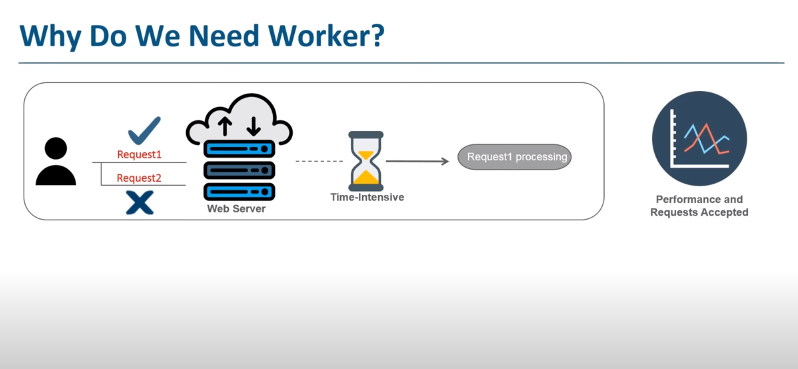 Why Do We Need Worker?
Request1
Request2
Web Server
Time-Intensive
Request1 processing
Performance and
Requests Accepted